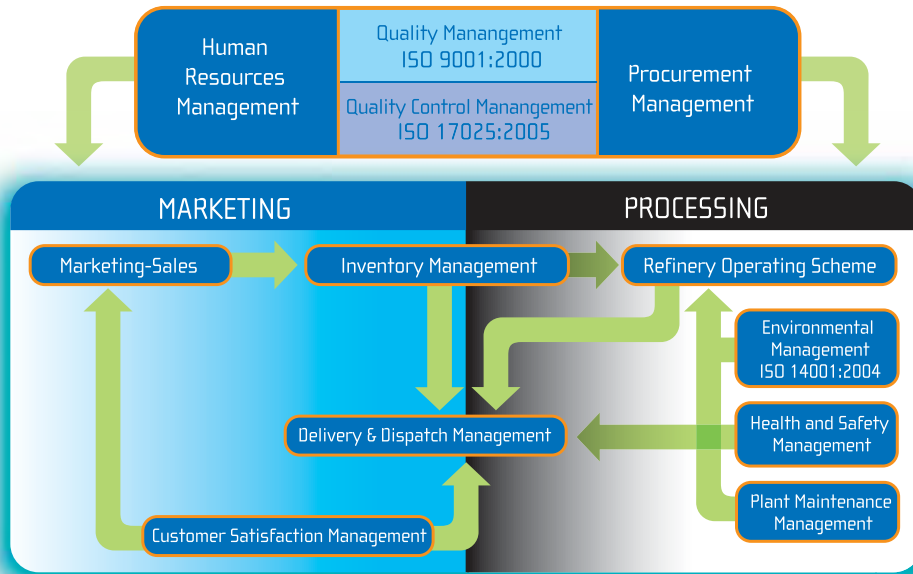 Human
Resources
Management
Quality Manangement
ISO 9001:2000
Quality Control Manangement
ISO 17025:2005
Procurement
Management
MARKETING
PROCESSING
Marketing-Sales
Inventory Management
Refinery Operating Scheme
Environmental
Management
ISO 14001:2004
Delivery & Dispatch Management
Health and Safety
Management
Plant Maintenance
Management
Customer Satisfaction Management